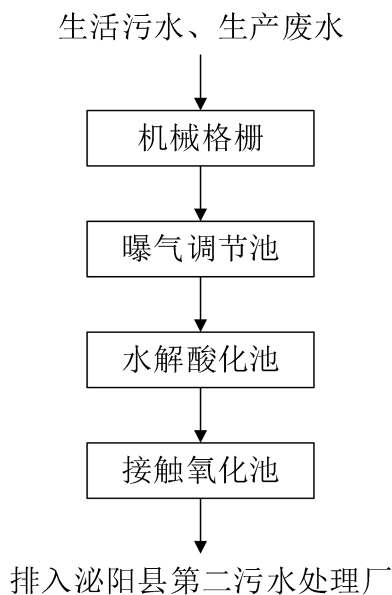 生活污水、生产废水
机械格栅
曝气调节池
水解酸化池
接触氧化池
排入泌阳县第二污水处理厂